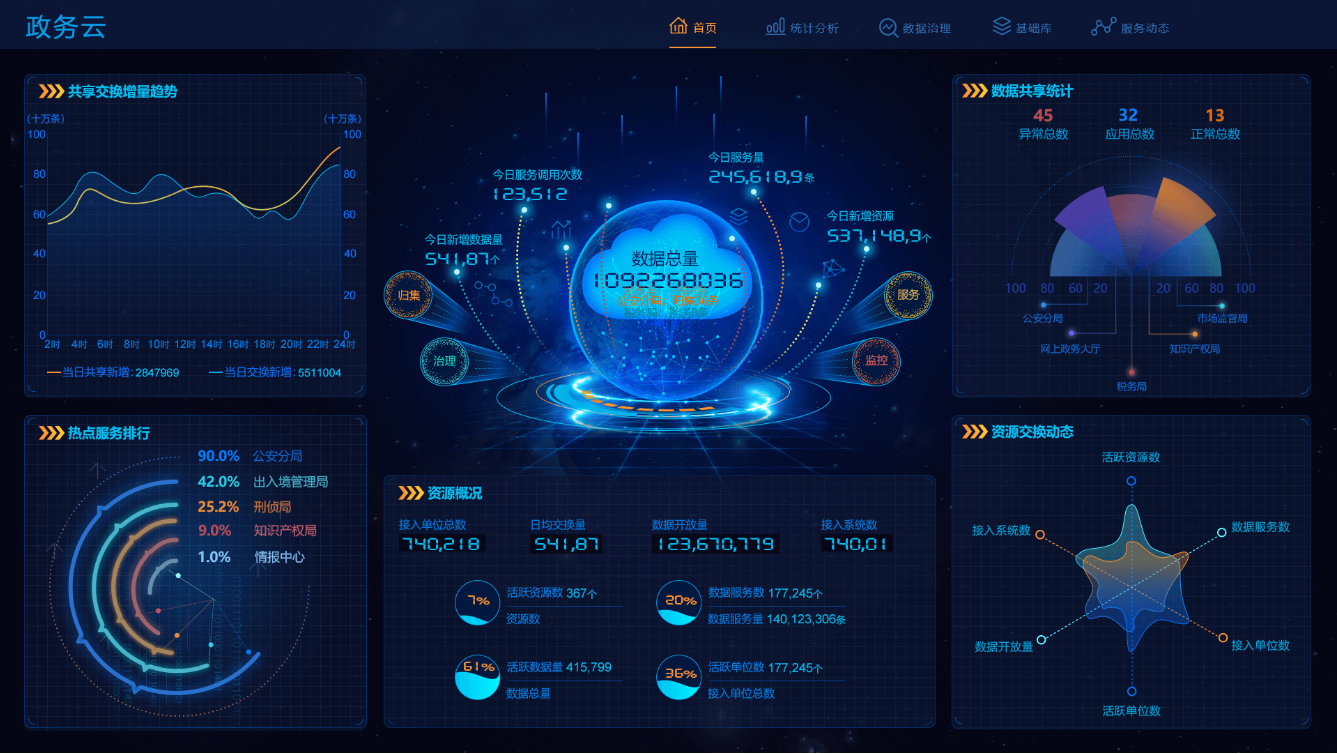 政务云
首页
统计分析
数据治理
基础库
服务动态
共享交换增量趋势
(十万条)
(十万条)
100
100
80
80
60
60
40
40
20
20
0
0
2时 4时 6时 8时 10时 12时 14时 16时 18时 20时 22时 24时
当日共享新增:2847969
当日交换新增:5511004
热点服务排行
90.0% 公安分局
42.0% 出入境管理局
25.2% 刑侦局
9.0% 知识产权局
1.0% 情报中心
今日服务调用次数
123,512
今日服务量
245,618,9条
今日新增数据量
541,87个
今日新增资源
537,148,9个
数据总量
1092268036
归集
治理
服务
监控
资源概况
接入单位总数
740,218
日均交换量
541,87
数据开放量
123,670,779
接入系统数
740,01
7%
活跃资源数 367个
资源数
20%
数据服务数 177,245个
数据服务量 140,123,306条
61%
活跃数据量 415,799
数据总量
36%
活跃单位数 177,245个
接入单位总数
数据共享统计
45
异常总数
32
应用总数
13
正常总数
100 80 60 20
20 60 80 100
公安分局
市场监督局
网上政务大厅
知识产权局
税务局
资源交换动态
活跃资源数
接入系统数
数据服务数
数据开放量
接入单位数
活跃单位数